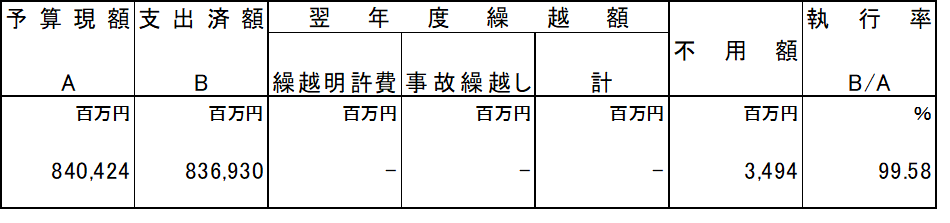 予算現額 支出済額 翌年度繰越額 不用額 執行率
A B 繰越明許費 事故繰越し 計 B/A
百万円 百万円 百万円 百万円 百万円 百万円 %
840,424 836,930 － － － 3,494 99.58